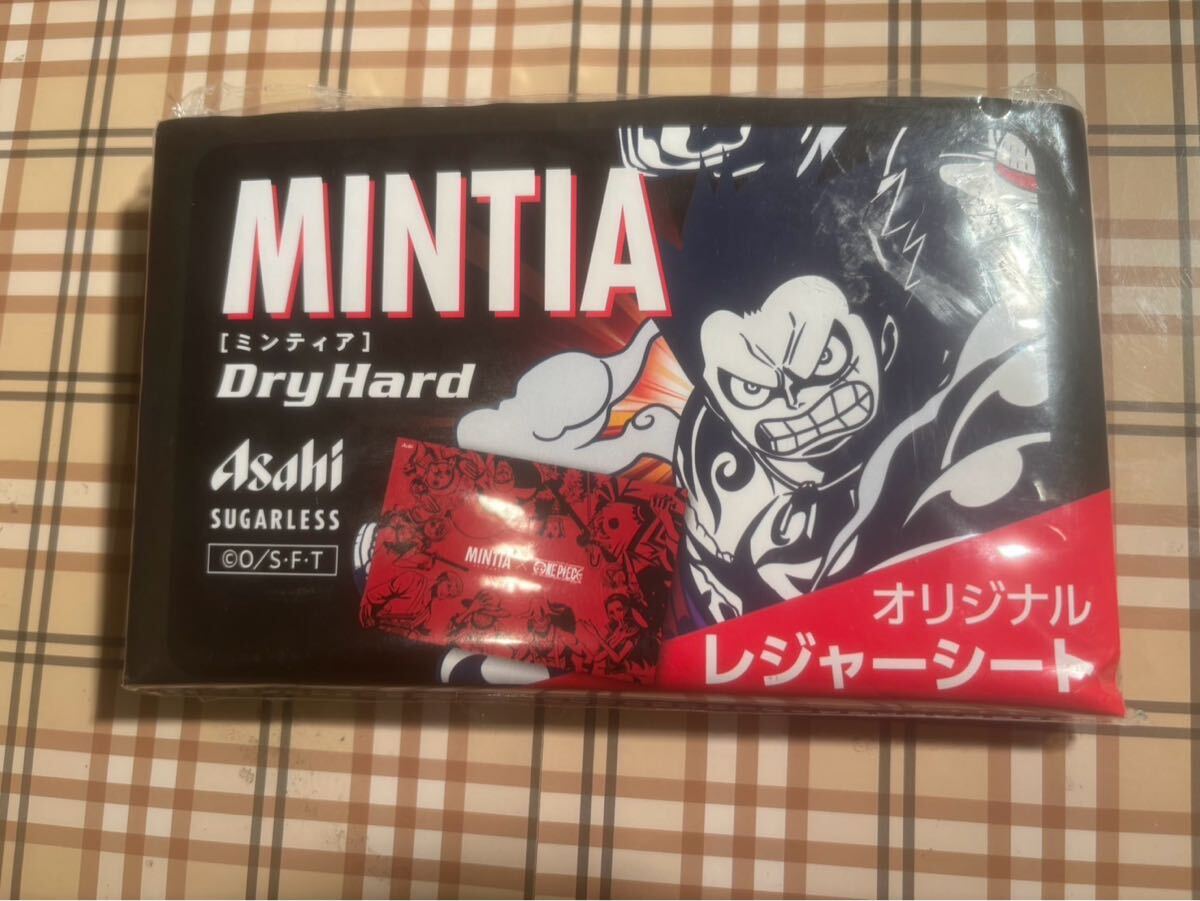 MINTIA
[ミンティア]
DryHard
Asahi
SUGARLESS
©O/S・F・T
Asahi
MINTIA × ONE PIECE
オリジナル
レジャーシート